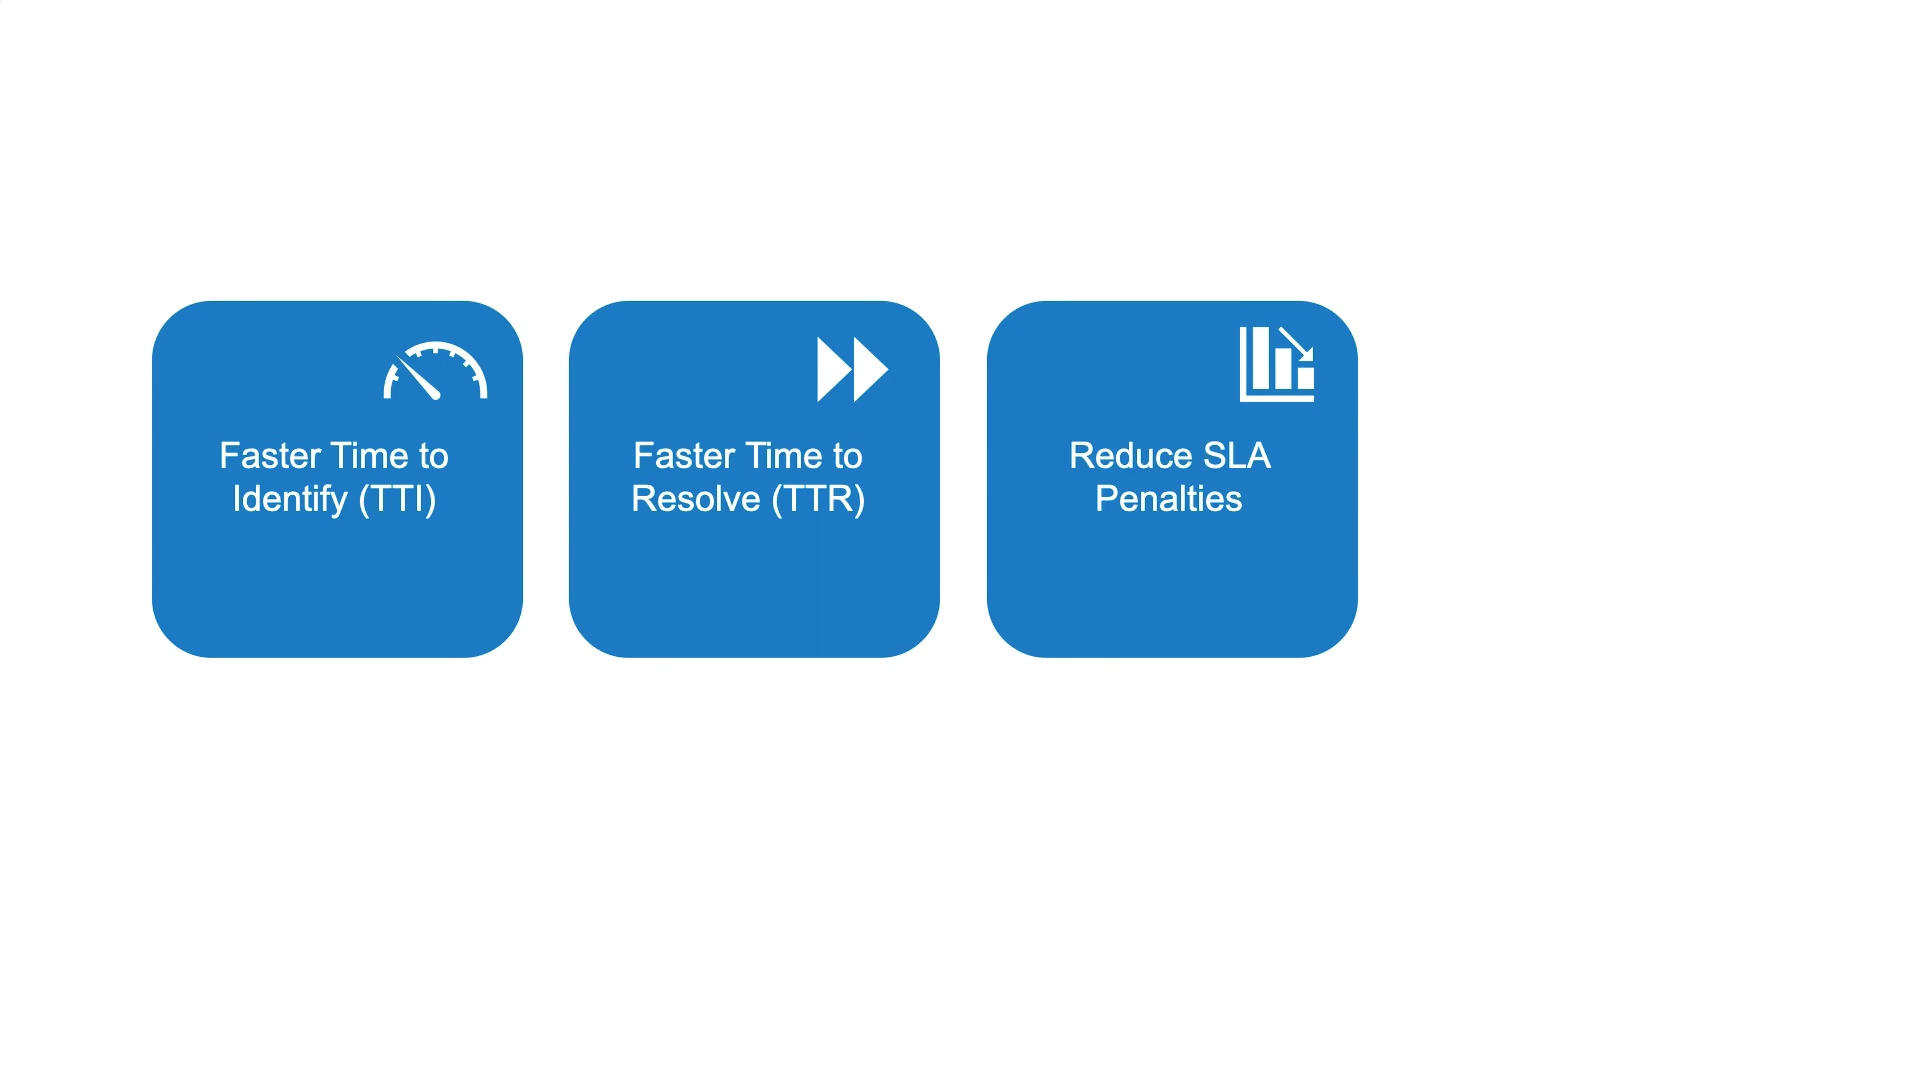 Faster Time to
Identify (TTI)
Faster Time to
Resolve (TTR)
Reduce SLA
Penalties